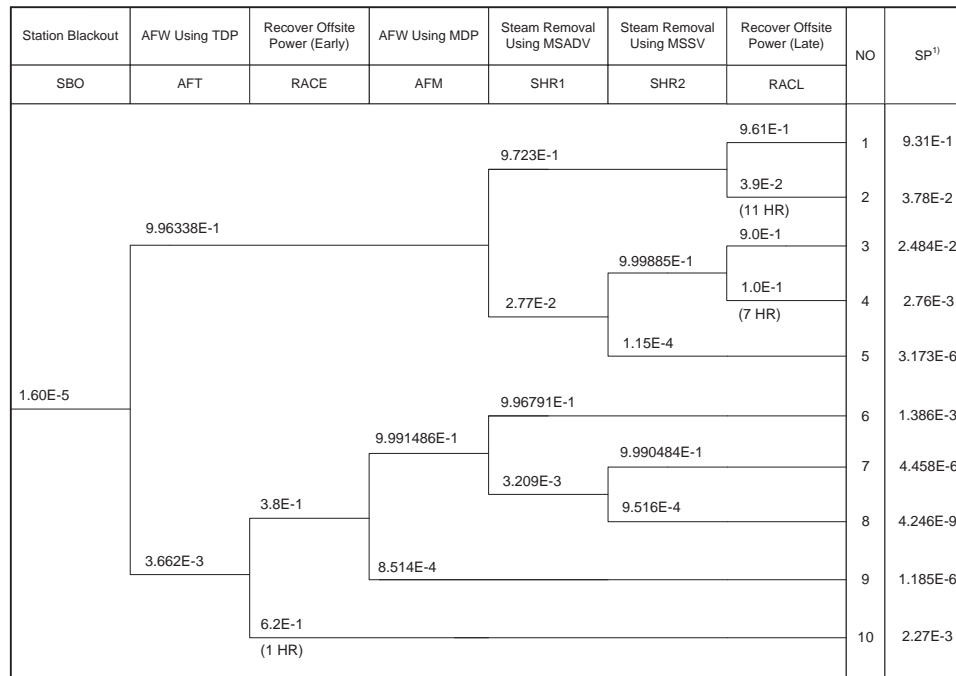 Station Blackout
AFW Using TDP
Recover Offsite
Power (Early)
AFW Using MDP
Steam Removal
Using MSADV
Steam Removal
Using MSSV
Recover Offsite
Power (Late)
NO
SP1)
SBO
AFT
RACE
AFM
SHR1
SHR2
RACL
9.61E-1
1
9.31E-1
9.723E-1
3.9E-2
2
3.78E-2
(11 HR)
9.96338E-1
9.0E-1
3
2.484E-2
9.99885E-1
2.77E-2
1.0E-1
4
2.76E-3
(7 HR)
1.15E-4
5
3.173E-6
1.60E-5
9.96791E-1
6
1.386E-3
9.991486E-1
9.990484E-1
7
4.458E-6
3.209E-3
3.8E-1
9.516E-4
8
4.246E-9
3.662E-3
8.514E-4
9
1.185E-6
6.2E-1
10
2.27E-3
(1 HR)